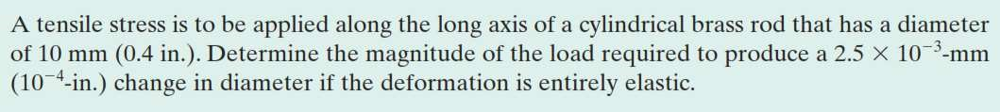 A tensile stress is to be applied along the long axis of a cylindrical brass rod that has a diameter
of 10 mm (0.4 in.). Determine the magnitude of the load required to produce a 2.5 × 10⁻³-mm
(10⁻⁴-in.) change in diameter if the deformation is entirely elastic.